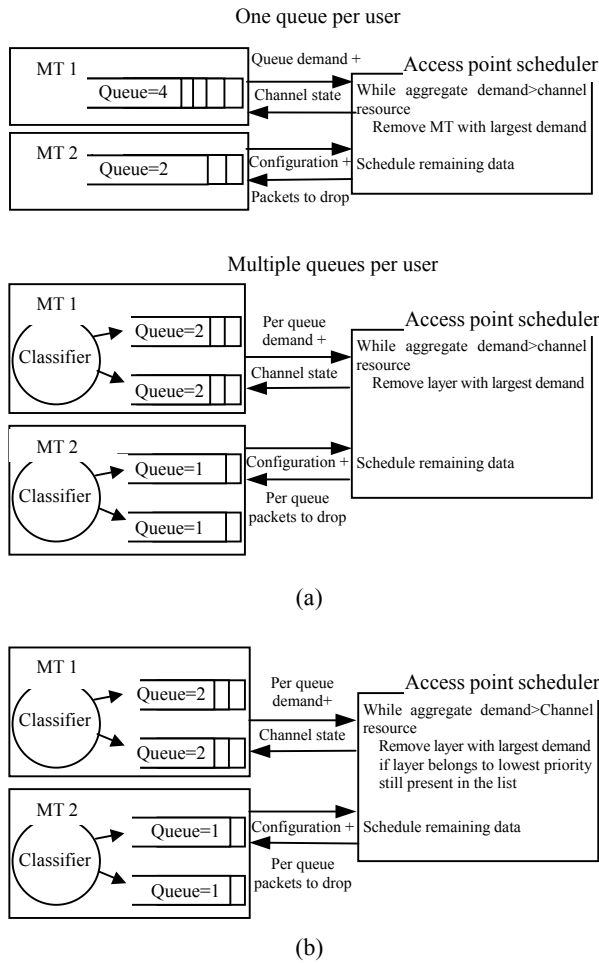 One queue per user
MT 1
Queue=4
Queue demand +
Channel state
Access point scheduler
While aggregate demand>channel
resource
Remove MT with largest demand
MT 2
Queue=2
Configuration +
Packets to drop
Schedule remaining data
Multiple queues per user
MT 1
Classifier
Queue=2
Queue=2
Per queue
demand +
Channel state
Access point scheduler
While aggregate demand>channel
resource
Remove layer with largest demand
MT 2
Classifier
Queue=1
Queue=1
Configuration +
Per queue
packets to drop
Schedule remaining data
(a)
MT 1
Classifier
Queue=2
Queue=2
Per queue
demand+
Channel state
Access point scheduler
While aggregate demand>Channel
resource
Remove layer with largest demand
if layer belongs to lowest priority
still present in the list
MT 2
Classifier
Queue=1
Queue=1
Configuration +
Per queue
packets to drop
Schedule remaining data
(b)